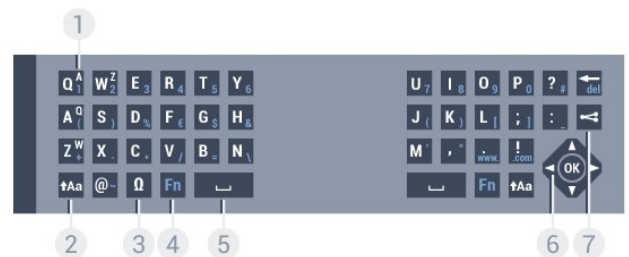 1
Q A 1 W Z 2 E 3 R 4 T 5 Y 6 U 7 I 8 O 9 P 0 ? # del
A Q ( S ) D % F € G $ H & J ( K ) L [ ; ] : _
Z W + X - C * V / B = N \ M ' , " . www. ! .com
Aa @ ~ Ω Fn Fn Aa OK
2 3 4 5 6 7